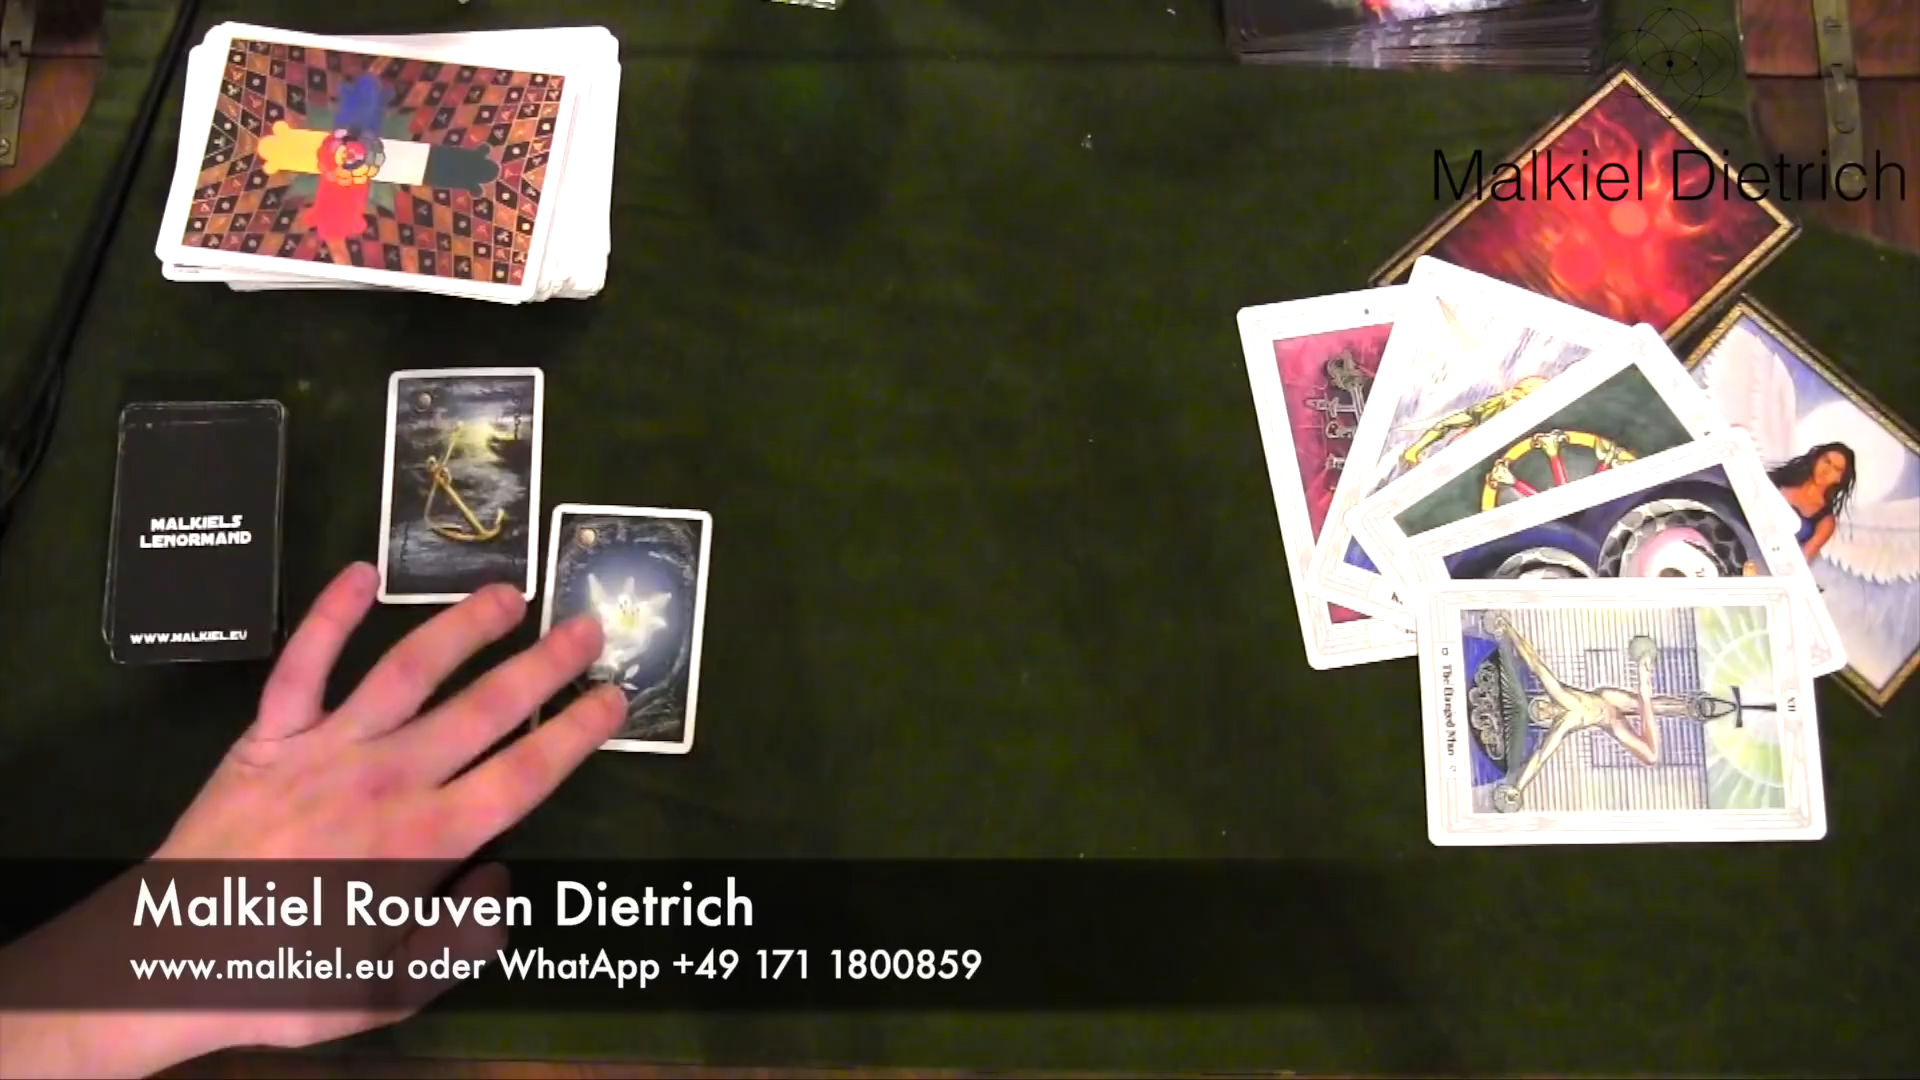 Malkiel Dietrich
MALKIELS
LENORMAND
WWW.MALKIEL.EU
XII
The Hanged Man
Malkiel Rouven Dietrich
www.malkiel.eu oder WhatApp +49 171 1800859